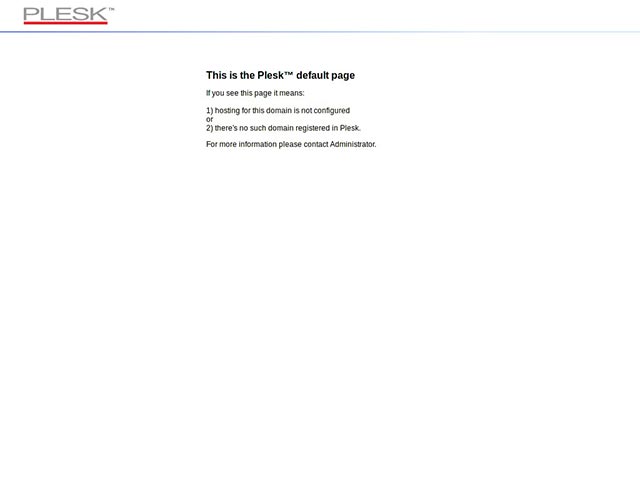 PLESK™
This is the Plesk™ default page
If you see this page it means:
1) hosting for this domain is not configured
or
2) there's no such domain registered in Plesk.
For more information please contact Administrator.